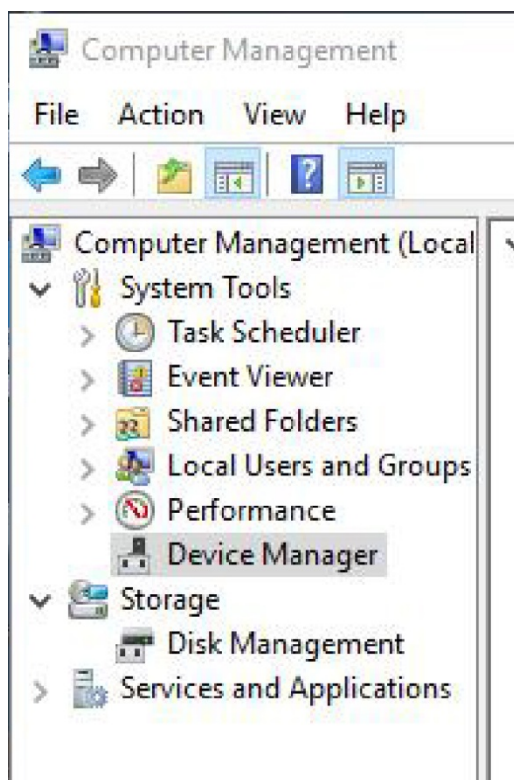 Computer Management
File Action View Help
Computer Management (Local
System Tools
Task Scheduler
Event Viewer
Shared Folders
Local Users and Groups
Performance
Device Manager
Storage
Disk Management
Services and Applications